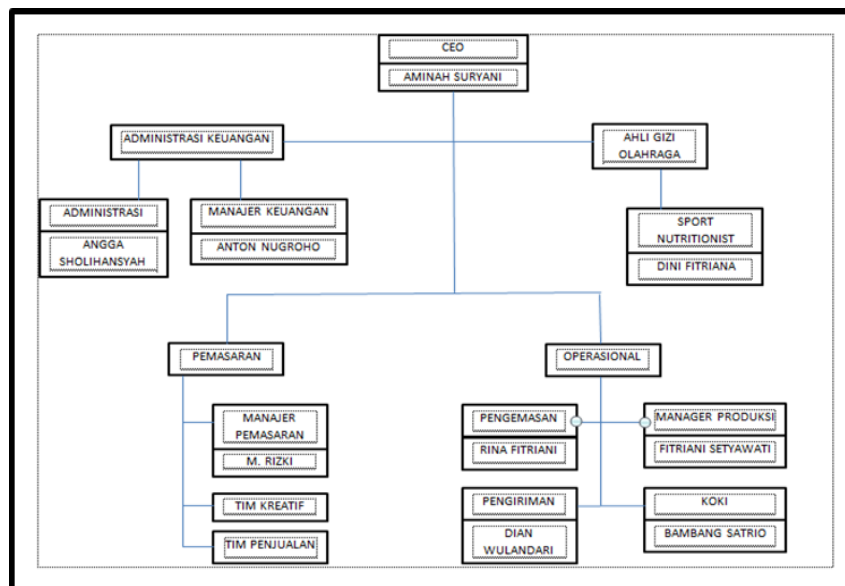 CEO
AMINAH SURYANI
ADMINISTRASI KEUANGAN
AHLI GIZI
OLAHRAGA
ADMINISTRASI
ANGGA
SHOLIHANSYAH
MANAJER KEUANGAN
ANTON NUGROHO
SPORT
NUTRITIONIST
DINI FITRIANA
PEMASARAN
OPERASIONAL
MANAJER
PEMASARAN
M. RIZKI
TIM KREATIF
TIM PENJUALAN
PENGEMASAN
RINA FITRIANI
MANAGER PRODUKSI
FITRIANI SETYAWATI
PENGIRIMAN
DIAN
WULANDARI
KOKI
BAMBANG SATRIO